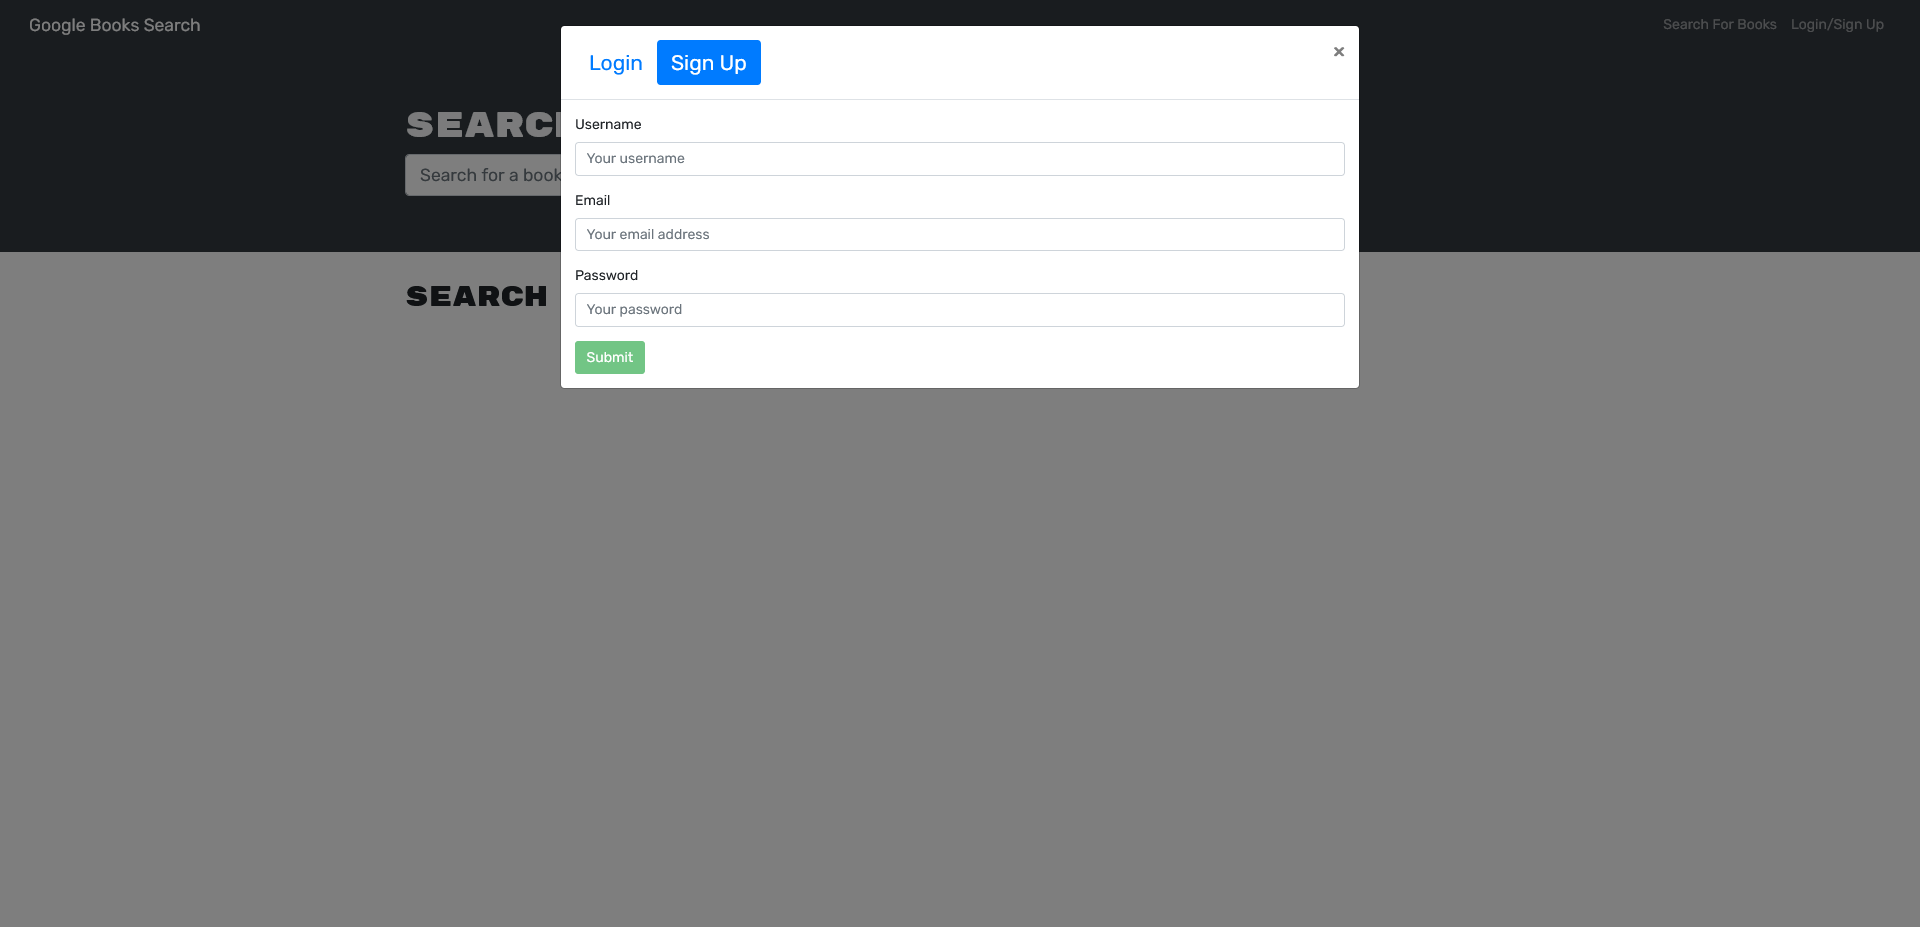 Google Books Search
Search For Books
Login/Sign Up
Login
Sign Up
×
SEARCH
Search for a book
Username
Your username
Email
Your email address
Password
Your password
Submit
SEARCH